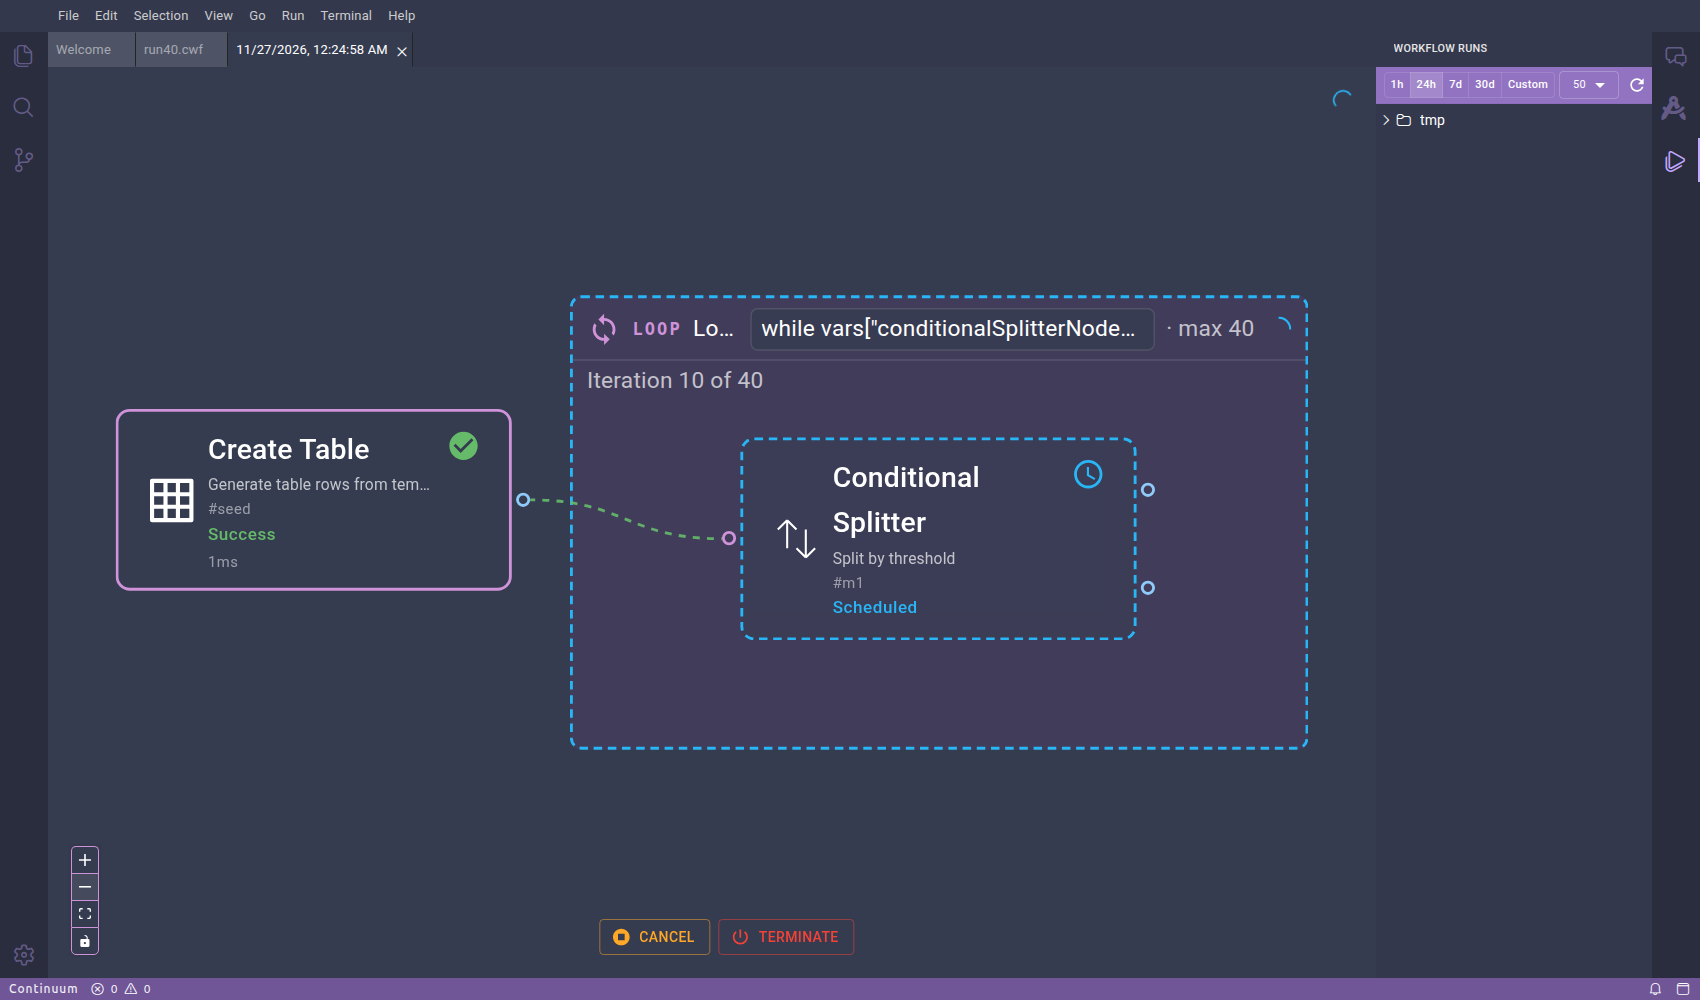 File Edit Selection View Go Run Terminal Help
Welcome run40.cwf 11/27/2026, 12:24:58 AM
WORKFLOW RUNS
1h 24h 7d 30d Custom 50
tmp
LOOP Lo... while vars["conditionalSplitterNode... · max 40
Iteration 10 of 40
Create Table
Generate table rows from tem...
#seed
Success
1ms
Conditional
Splitter
Split by threshold
#m1
Scheduled
CANCEL TERMINATE
Continuum 0 0